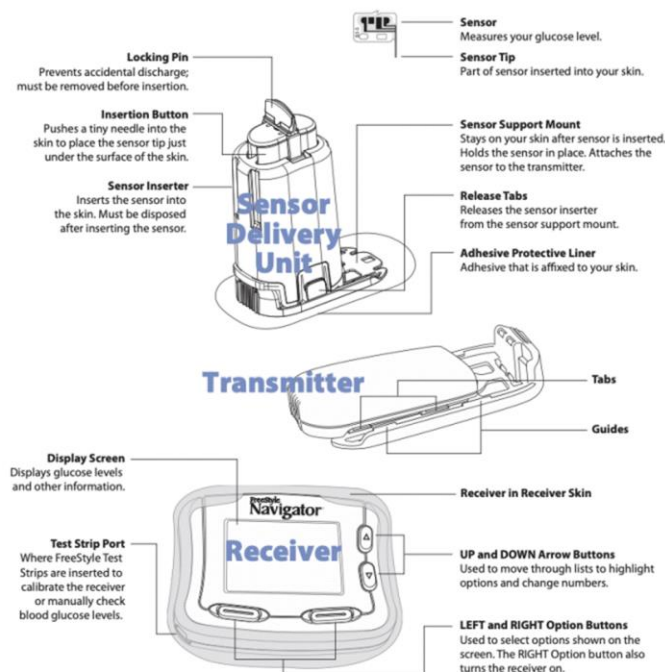 Sensor
Measures your glucose level.
Sensor Tip
Part of sensor inserted into your skin.
Locking Pin
Prevents accidental discharge;
must be removed before insertion.
Insertion Button
Pushes a tiny needle into the
skin to place the sensor tip just
under the surface of the skin.
Sensor Inserter
Inserts the sensor into
the skin. Must be disposed
after inserting the sensor.
Sensor
Delivery
Unit
Sensor Support Mount
Stays on your skin after sensor is inserted.
Holds the sensor in place. Attaches the
sensor to the transmitter.
Release Tabs
Releases the sensor inserter
from the sensor support mount.
Adhesive Protective Liner
Adhesive that is affixed to your skin.
Transmitter
Tabs
Guides
Display Screen
Displays glucose levels
and other information.
Test Strip Port
Where FreeStyle Test
Strips are inserted to
calibrate the receiver
or manually check
blood glucose levels.
FreeStyle
Navigator
Receiver
Receiver in Receiver Skin
UP and DOWN Arrow Buttons
Used to move through lists to highlight
options and change numbers.
LEFT and RIGHT Option Buttons
Used to select options shown on the
screen. The RIGHT Option button also
turns the receiver on.